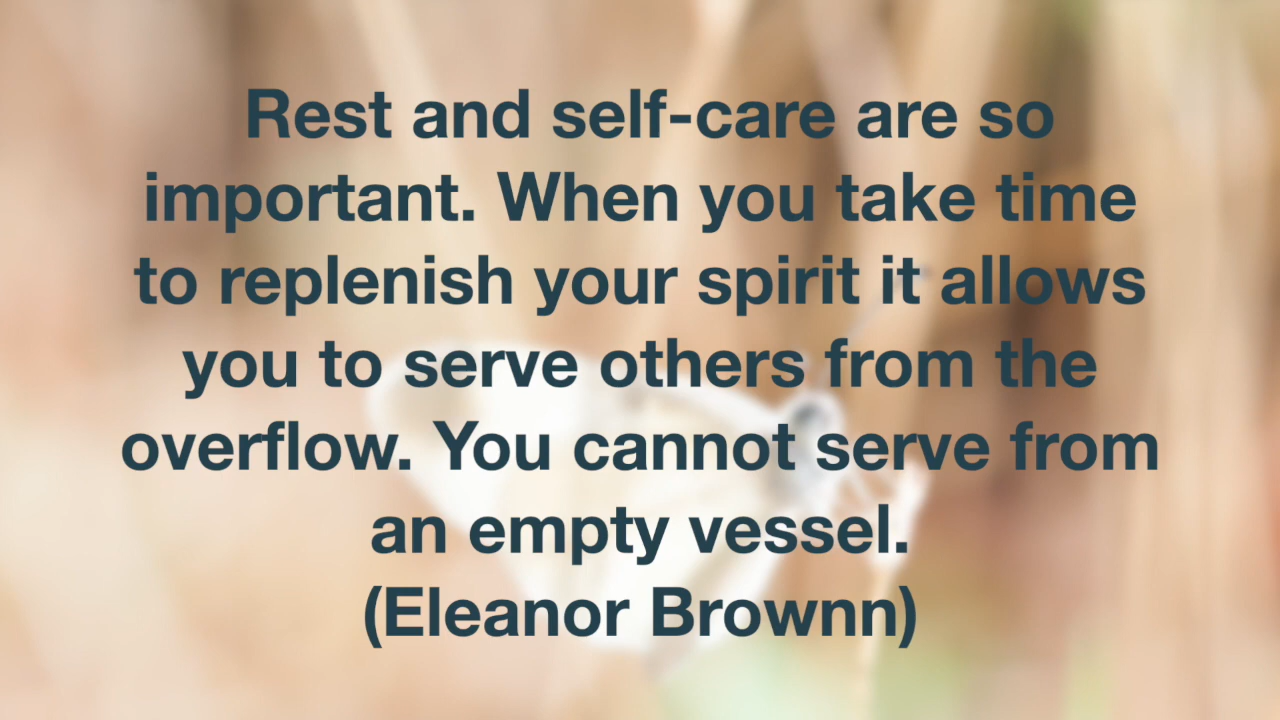 Rest and self-care are so
important. When you take time
to replenish your spirit it allows
you to serve others from the
overflow. You cannot serve from
an empty vessel.
(Eleanor Brownn)